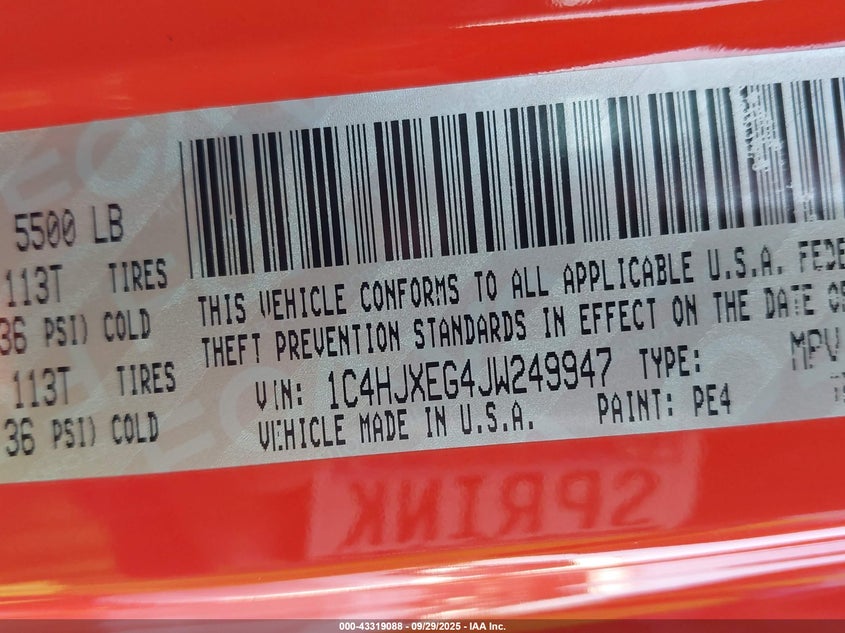 5500 LB
113T TIRES
36 PSI) COLD
113T TIRES
36 PSI) COLD
THIS VEHICLE CONFORMS TO ALL APPLICABLE U.S.A. FEDE
THEFT PREVENTION STANDARDS IN EFFECT ON THE DATE OF
VIN: 1C4HJXEG4JW249947 TYPE: MPV
VEHICLE MADE IN U.S.A. PAINT: PE4
SPRINK
000-43319088 - 09/29/2025 - IAA Inc.